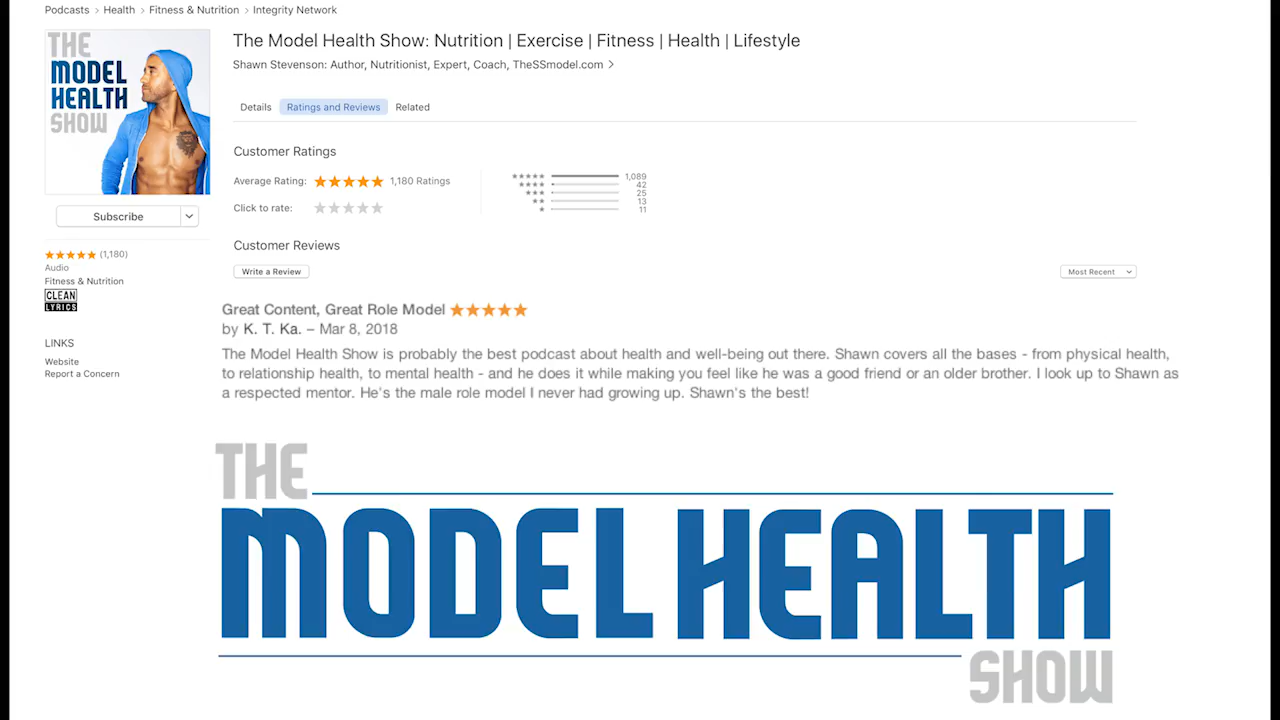 Podcasts > Health > Fitness & Nutrition > Integrity Network
THE
MODEL
HEALTH
SHOW
The Model Health Show: Nutrition | Exercise | Fitness | Health | Lifestyle
Shawn Stevenson: Author, Nutritionist, Expert, Coach, TheSSmodel.com >
Details Ratings and Reviews Related
Customer Ratings
Average Rating: ★★★★★ 1,180 Ratings
Click to rate: ★★★★★
★★★★★ 1,089
★★★★ 42
★★★ 25
★★ 13
★ 11
Subscribe
Customer Reviews
Write a Review
Most Recent
★★★★★ (1,180)
Audio
Fitness & Nutrition
CLEAN
LYRICS
LINKS
Website
Report a Concern
Great Content, Great Role Model ★★★★★
by K. T. Ka. – Mar 8, 2018
The Model Health Show is probably the best podcast about health and well-being out there. Shawn covers all the bases - from physical health,
to relationship health, to mental health - and he does it while making you feel like he was a good friend or an older brother. I look up to Shawn as
a respected mentor. He's the male role model I never had growing up. Shawn's the best!
THE
MODEL HEALTH
SHOW